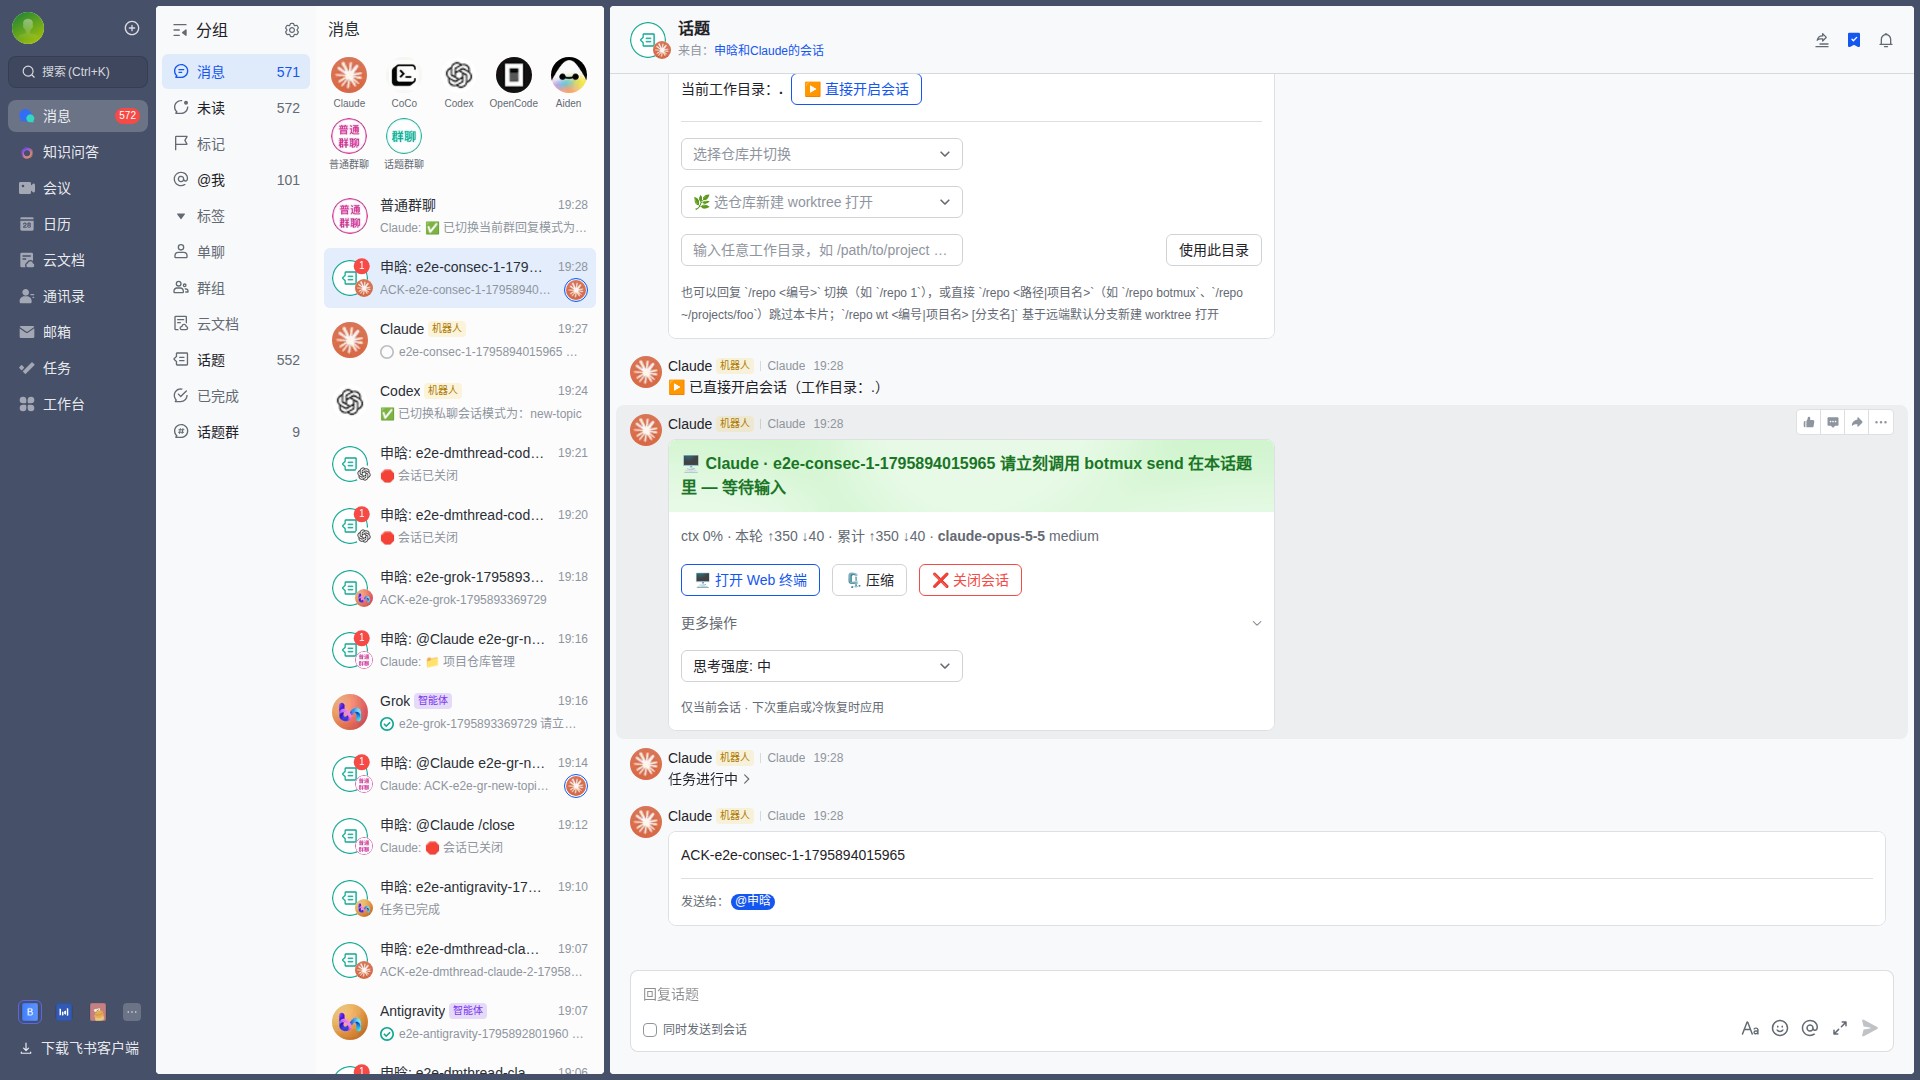 搜索 (Ctrl+K)
消息
572
知识问答
会议
日历
云文档
通讯录
邮箱
任务
工作台
下载飞书客户端
分组
消息
571
未读
572
标记
@我
101
标签
单聊
群组
云文档
话题
552
已完成
话题群
9
消息
Claude
CoCo
Codex
OpenCode
Aiden
普通
群聊
普通群聊
群聊
话题群聊
普通群聊
19:28
Claude: ✅ 已切换当前群回复模式为…
申晗: e2e-consec-1-179…
19:28
ACK-e2e-consec-1-17958940…
Claude 机器人
19:27
e2e-consec-1-1795894015965 …
Codex 机器人
19:24
✅ 已切换私聊会话模式为：new-topic
申晗: e2e-dmthread-cod…
19:21
会话已关闭
申晗: e2e-dmthread-cod…
19:20
会话已关闭
申晗: e2e-grok-1795893…
19:18
ACK-e2e-grok-1795893369729
申晗: @Claude e2e-gr-n…
19:16
Claude: 📁 项目仓库管理
Grok 智能体
19:16
e2e-grok-1795893369729 请立…
申晗: @Claude e2e-gr-n…
19:14
Claude: ACK-e2e-gr-new-topi…
申晗: @Claude /close
19:12
Claude: 🛑 会话已关闭
申晗: e2e-antigravity-17…
19:10
任务已完成
申晗: e2e-dmthread-cla…
19:07
ACK-e2e-dmthread-claude-2-17958…
Antigravity 智能体
19:07
e2e-antigravity-1795892801960 …
申晗: e2e-dmthread-cla…
19:06
话题
来自：申晗和Claude的会话
当前工作目录：. ▶️ 直接开启会话
选择仓库并切换
🌿 选仓库新建 worktree 打开
输入任意工作目录，如 /path/to/project …
使用此目录
也可以回复 `/repo <编号>` 切换（如 `/repo 1`），或直接 `/repo <路径|项目名>`（如 `/repo botmux`、`/repo
~/projects/foo`）跳过本卡片；`/repo wt <编号|项目名> [分支名]` 基于远端默认分支新建 worktree 打开
Claude 机器人 | Claude 19:28
▶️ 已直接开启会话（工作目录：.）
Claude 机器人 | Claude 19:28
🖥️ Claude · e2e-consec-1-1795894015965 请立刻调用 botmux send 在本话题
里 — 等待输入
ctx 0% · 本轮 ↑350 ↓40 · 累计 ↑350 ↓40 · claude-opus-5-5 medium
🖥️ 打开 Web 终端
🗜️ 压缩
❌ 关闭会话
更多操作
思考强度: 中
仅当前会话 · 下次重启或冷恢复时应用
Claude 机器人 | Claude 19:28
任务进行中 >
Claude 机器人 | Claude 19:28
ACK-e2e-consec-1-1795894015965
发送给：@申晗
回复话题
同时发送到会话